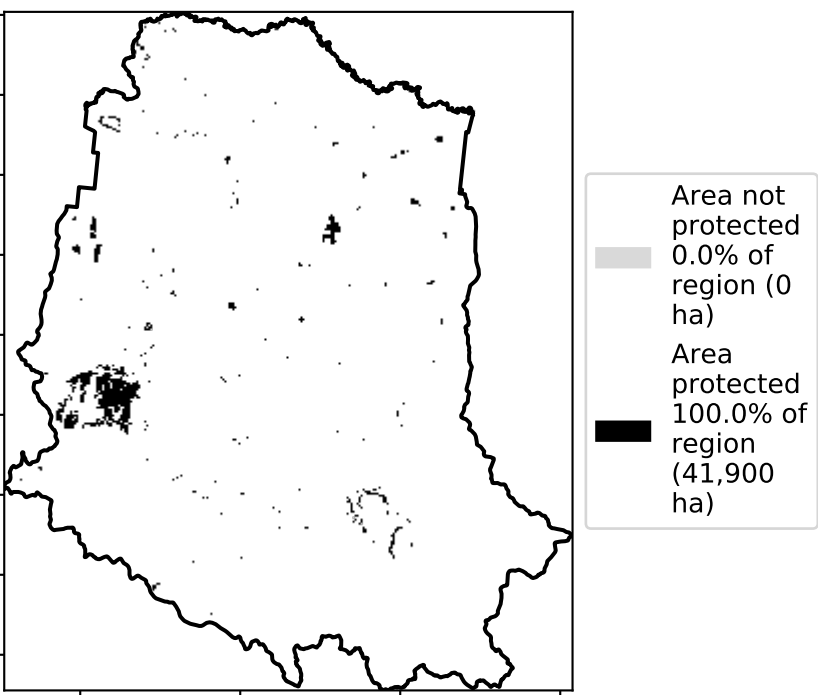 Area not
protected
0.0% of
region (0
ha)
Area
protected
100.0% of
region
(41,900
ha)